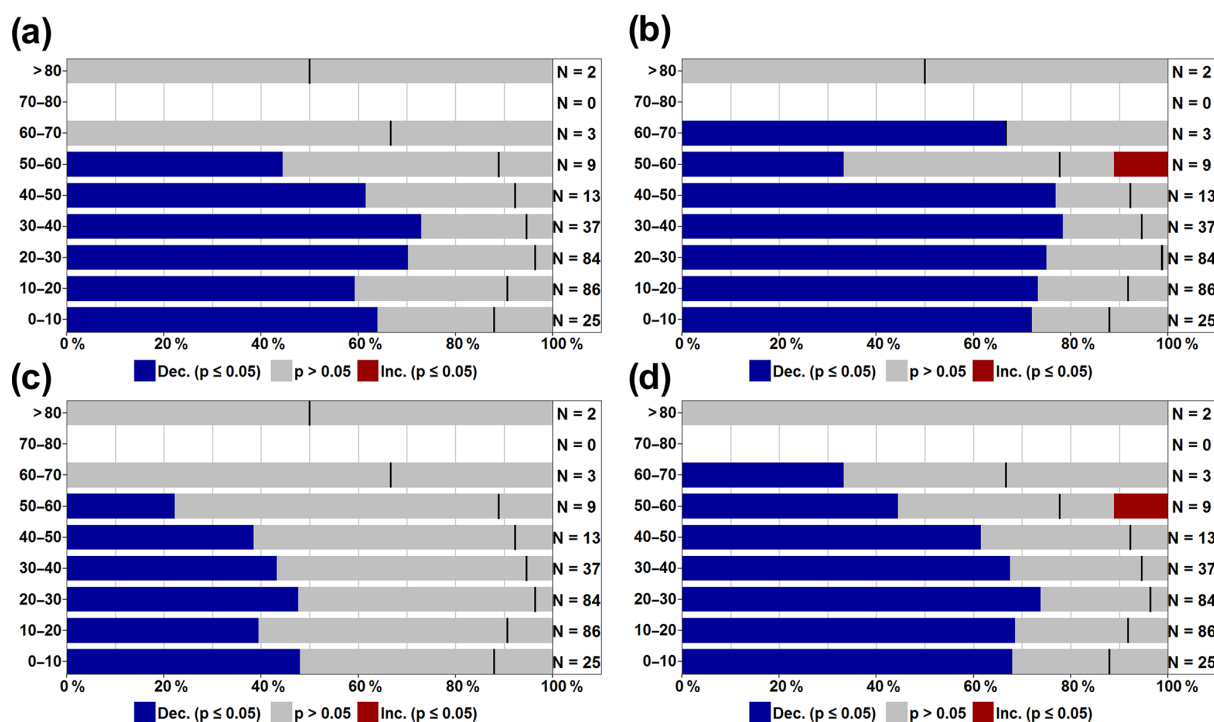 (a)
>80 N = 2
70–80 N = 0
60–70 N = 3
50–60 N = 9
40–50 N = 13
30–40 N = 37
20–30 N = 84
10–20 N = 86
0–10 N = 25
0 % 20 % 40 % 60 % 80 % 100 %
Dec. (p ≤ 0.05) p > 0.05 Inc. (p ≤ 0.05)
(b)
N = 2
N = 0
N = 3
N = 9
N = 13
N = 37
N = 84
N = 86
N = 25
>80
70–80
60–70
50–60
40–50
30–40
20–30
10–20
0–10
0 % 20 % 40 % 60 % 80 % 100 %
Dec. (p ≤ 0.05) p > 0.05 Inc. (p ≤ 0.05)
(c)
>80 N = 2
70–80 N = 0
60–70 N = 3
50–60 N = 9
40–50 N = 13
30–40 N = 37
20–30 N = 84
10–20 N = 86
0–10 N = 25
0 % 20 % 40 % 60 % 80 % 100 %
Dec. (p ≤ 0.05) p > 0.05 Inc. (p ≤ 0.05)
(d)
>80 N = 2
70–80 N = 0
60–70 N = 3
50–60 N = 9
40–50 N = 13
30–40 N = 37
20–30 N = 84
10–20 N = 86
0–10 N = 25
0 % 20 % 40 % 60 % 80 % 100 %
Dec. (p ≤ 0.05) p > 0.05 Inc. (p ≤ 0.05)